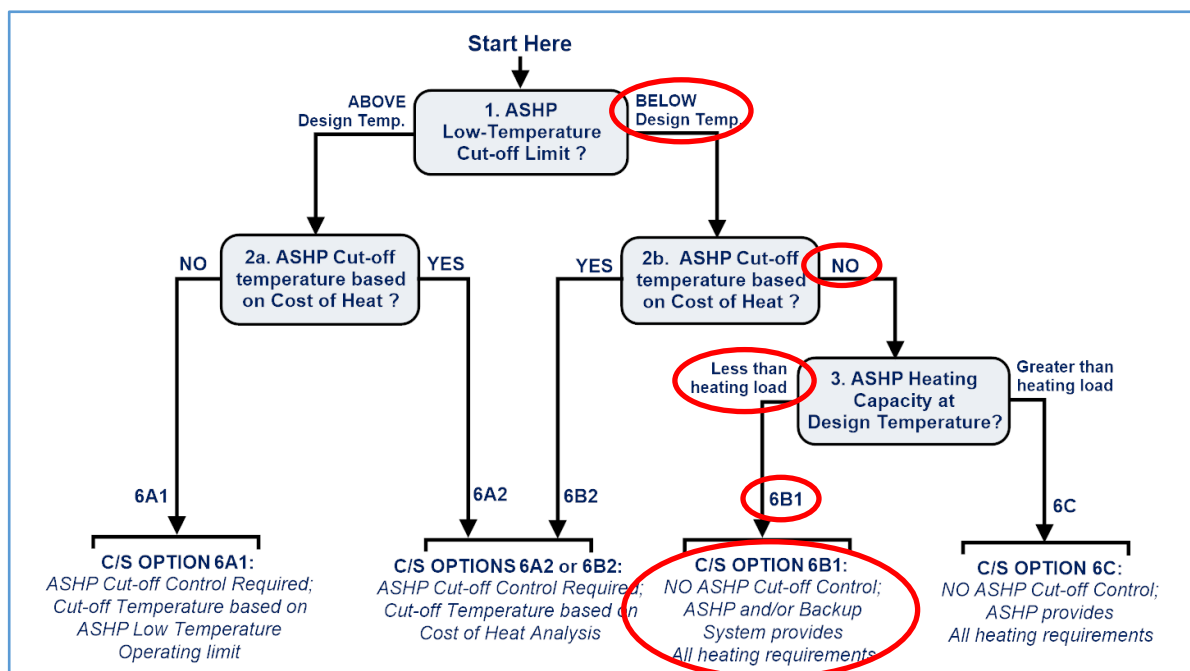 Start Here
ABOVE
Design Temp.
1. ASHP
Low-Temperature
Cut-off Limit ?
BELOW
Design Temp.
NO
2a. ASHP Cut-off
temperature based
on Cost of Heat ?
YES
YES
2b. ASHP Cut-off
temperature based
on Cost of Heat ?
NO
Less than
heating load
3. ASHP Heating
Capacity at
Design Temperature?
Greater than
heating load
6A1
6A2
6B2
6B1
6C
C/S OPTION 6A1:
ASHP Cut-off Control Required;
Cut-off Temperature based on
ASHP Low Temperature
Operating limit
C/S OPTIONS 6A2 or 6B2:
ASHP Cut-off Control Required;
Cut-off Temperature based on
Cost of Heat Analysis
C/S OPTION 6B1:
NO ASHP Cut-off Control;
ASHP and/or Backup
System provides
All heating requirements
C/S OPTION 6C:
NO ASHP Cut-off Control;
ASHP provides
All heating requirements